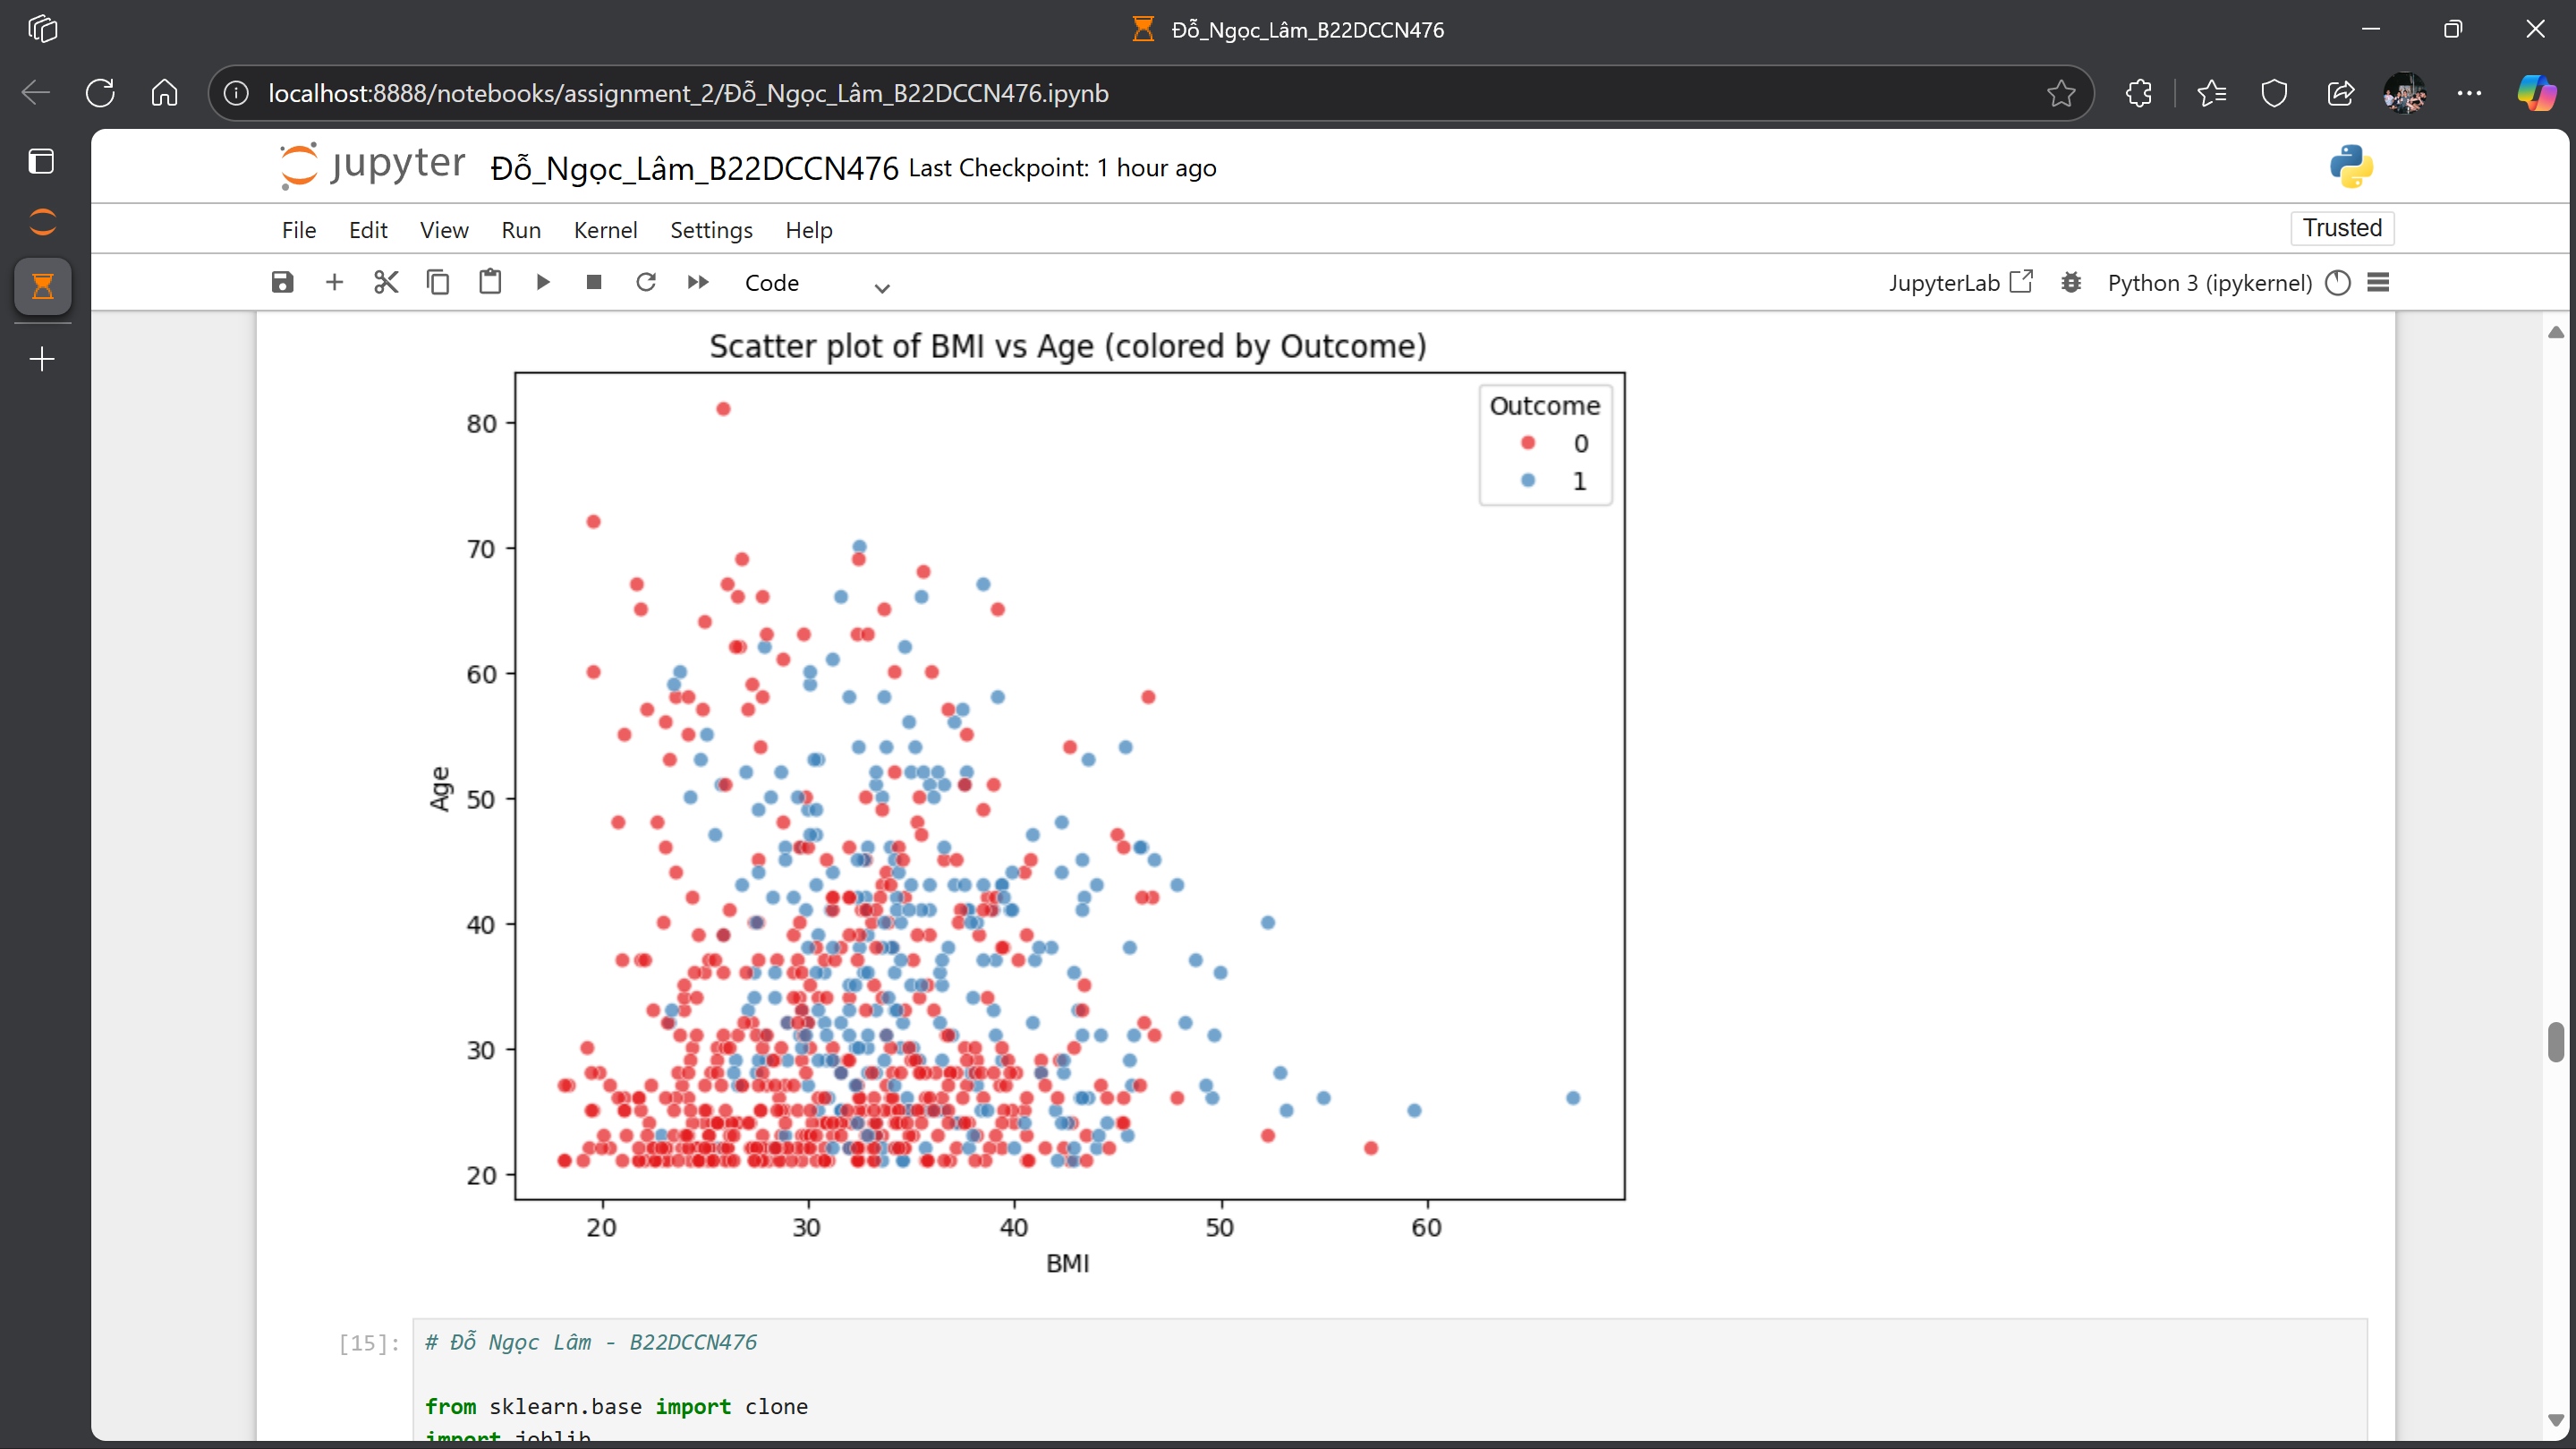 Đỗ_Ngọc_Lâm_B22DCCN476
localhost:8888/notebooks/assignment_2/Đỗ_Ngọc_Lâm_B22DCCN476.ipynb
jupyter Đỗ_Ngọc_Lâm_B22DCCN476 Last Checkpoint: 1 hour ago
File Edit View Run Kernel Settings Help Trusted
Code JupyterLab Python 3 (ipykernel)
Scatter plot of BMI vs Age (colored by Outcome)
Outcome
0
1
80
70
60
50
40
30
20
Age
20 30 40 50 60
BMI
[15]: # Đỗ Ngọc Lâm - B22DCCN476
from sklearn.base import clone
import joblib